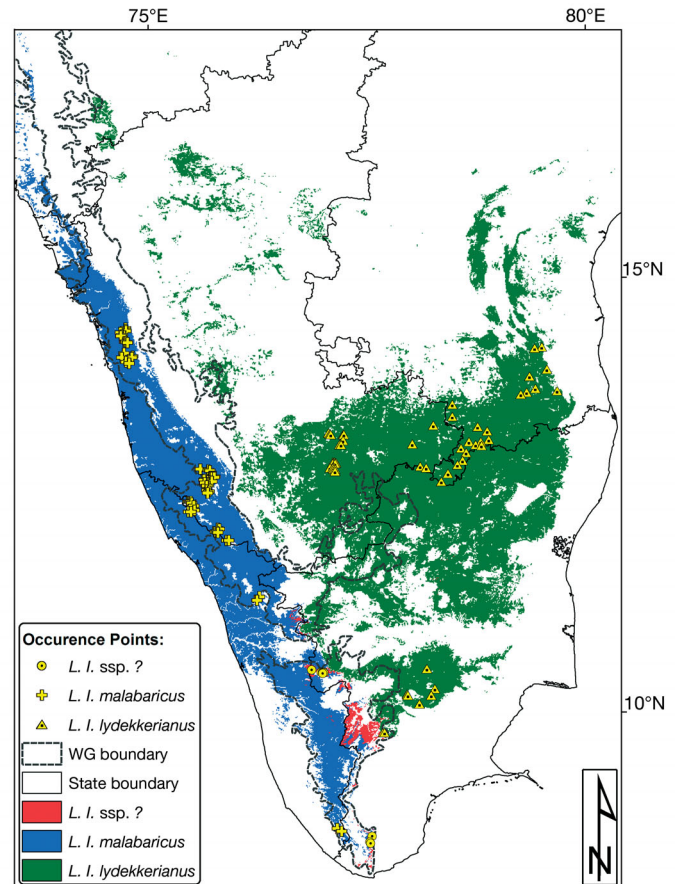 75°E
80°E
15°N
10°N
Occurence Points:
L. I. ssp. ?
L. I. malabaricus
L. I. lydekkerianus
WG boundary
State boundary
L. I. ssp. ?
L. I. malabaricus
L. I. lydekkerianus
N